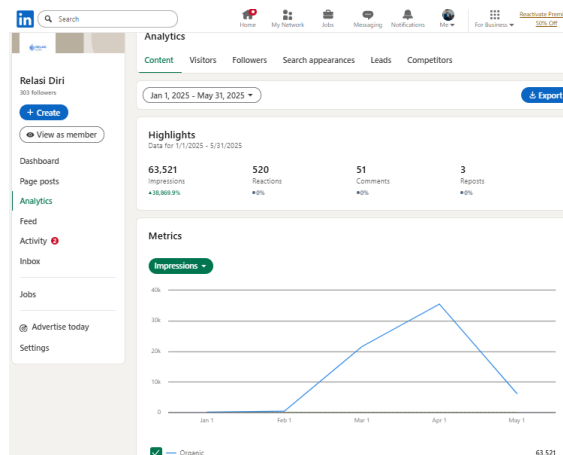 in
Search
Home
My Network
Jobs
Messaging
Notifications
Me
For Business
Reactivate Premi
50% Off
Relasi Diri
303 followers
+ Create
View as member
Dashboard
Page posts
Analytics
Feed
Activity 2
Inbox
Jobs
Advertise today
Settings
Analytics
Content Visitors Followers Search appearances Leads Competitors
Jan 1, 2025 - May 31, 2025
Export
Highlights
Data for 1/1/2025 - 5/31/2025
63,521 520 51 3
Impressions Reactions Comments Reposts
▲38,869.9% 0% 0% 0%
Metrics
Impressions
40k
30k
20k
10k
0
Jan 1 Feb 1 Mar 1 Apr 1 May 1
Organic 63,521